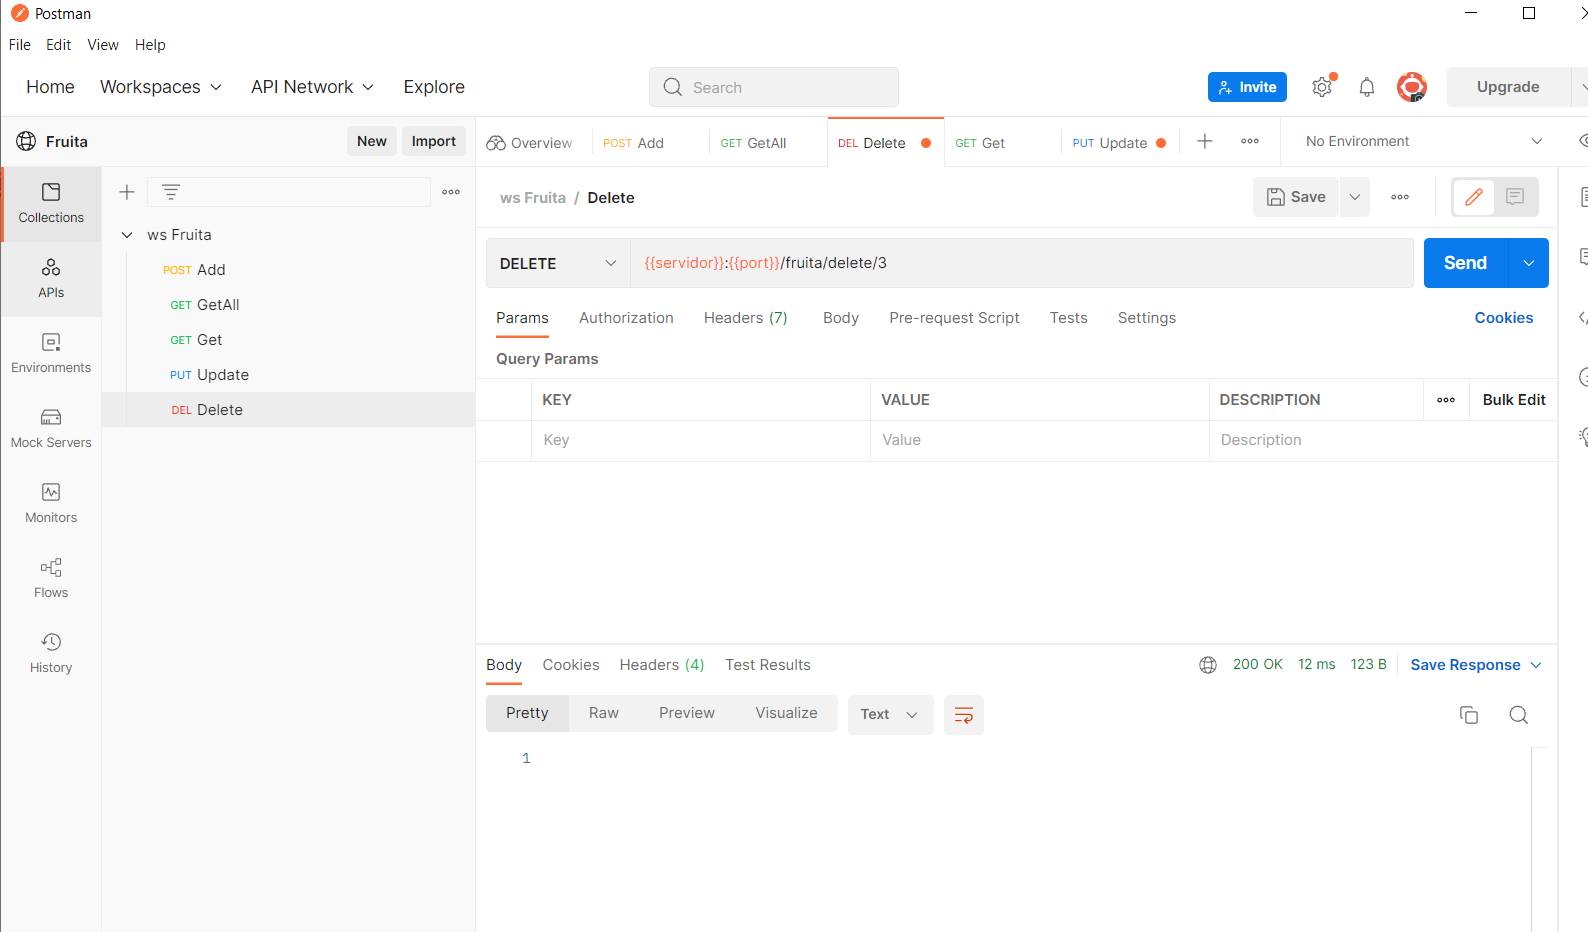 Postman
File Edit View Help
Home Workspaces API Network Explore Search Invite Upgrade
Fruita New Import Overview POST Add GET GetAll DEL Delete GET Get PUT Update No Environment
Collections
APIs
Environments
Mock Servers
Monitors
Flows
History
ws Fruita
POST Add
GET GetAll
GET Get
PUT Update
DEL Delete
ws Fruita / Delete Save
DELETE {{servidor}}:{{port}}/fruita/delete/3 Send
Params Authorization Headers (7) Body Pre-request Script Tests Settings Cookies
Query Params
KEY VALUE DESCRIPTION Bulk Edit
Key Value Description
Body Cookies Headers (4) Test Results 200 OK 12 ms 123 B Save Response
Pretty Raw Preview Visualize Text
1